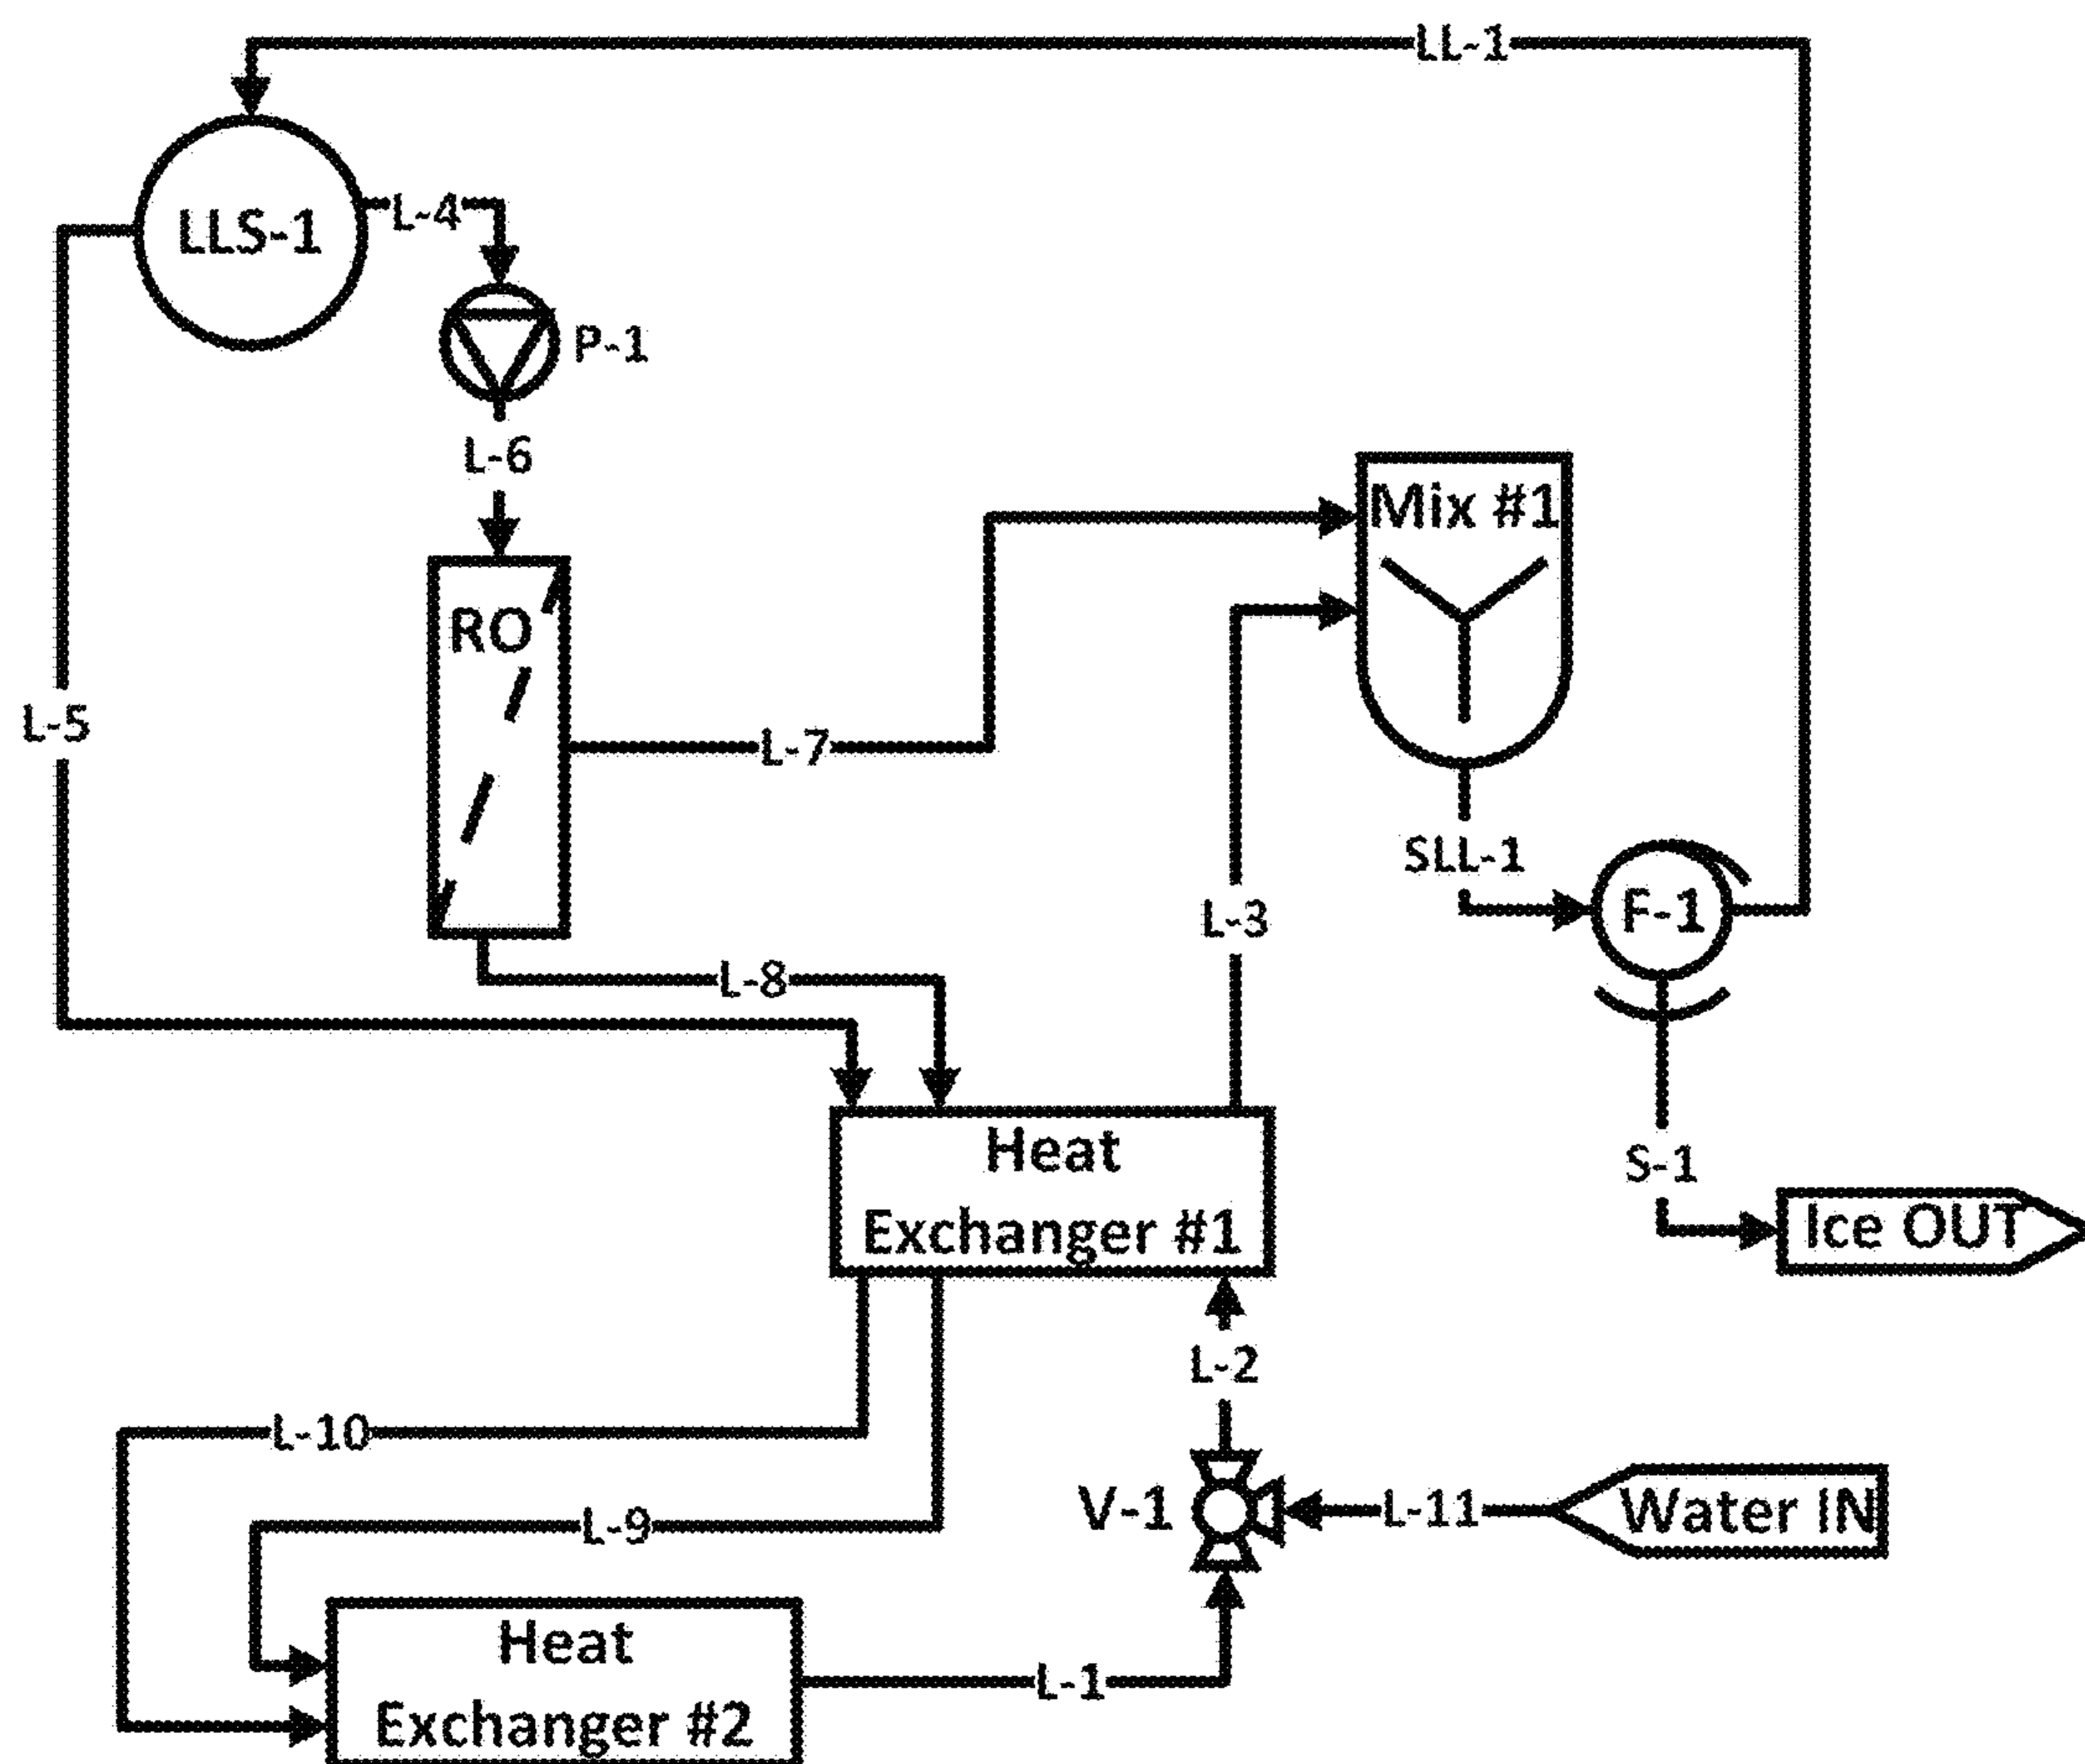 LL-1
LLS-1
L-4
P-1
L-6
Mix #1
RO
L-5
L-7
SLL-1
F-1
L-3
L-8
Heat
Exchanger #1
S-1
Ice OUT
L-2
L-10
V-1
L-11
Water IN
L-9
Heat
Exchanger #2
L-1